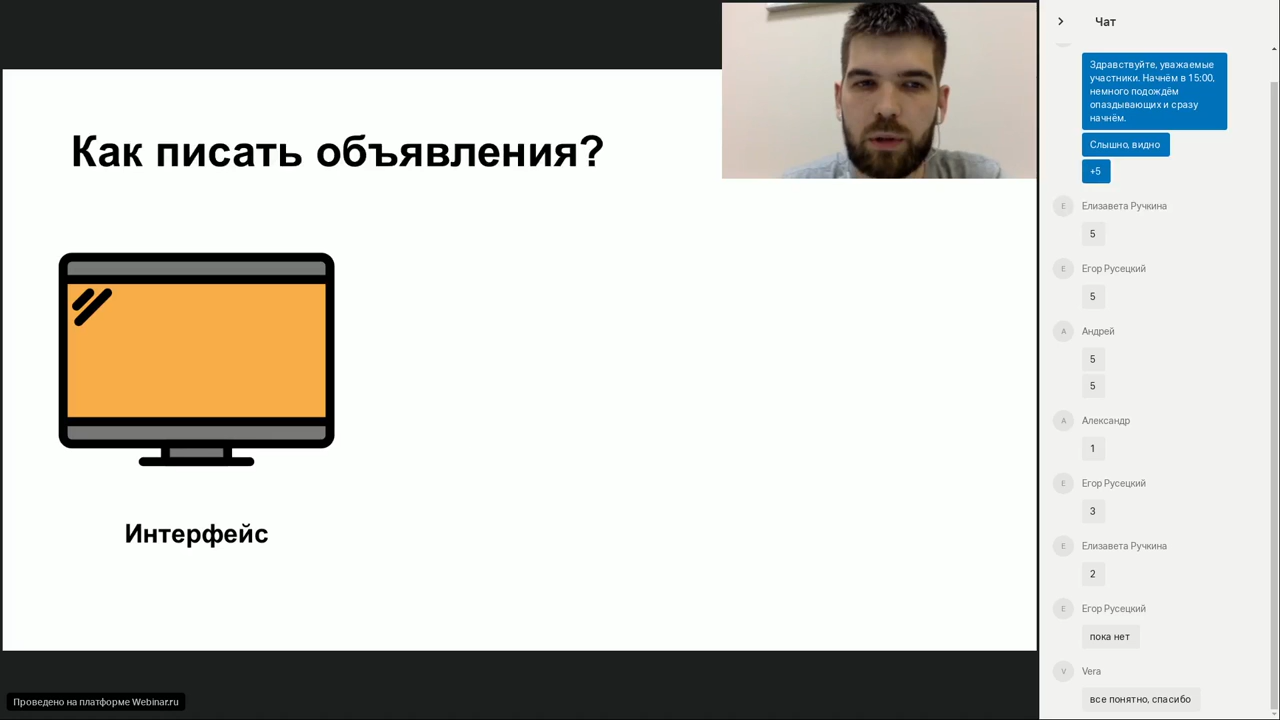 Как писать объявления?
Интерфейс
Проведено на платформе Webinar.ru
Чат
Здравствуйте, уважаемые
участники. Начнём в 15:00,
немного подождём
опаздывающих и сразу
начнём.
Слышно, видно
+5
Е Елизавета Ручкина
5
Е Егор Русецкий
5
А Андрей
5
5
А Александр
1
Е Егор Русецкий
3
Е Елизавета Ручкина
2
Е Егор Русецкий
пока нет
V Vera
все понятно, спасибо